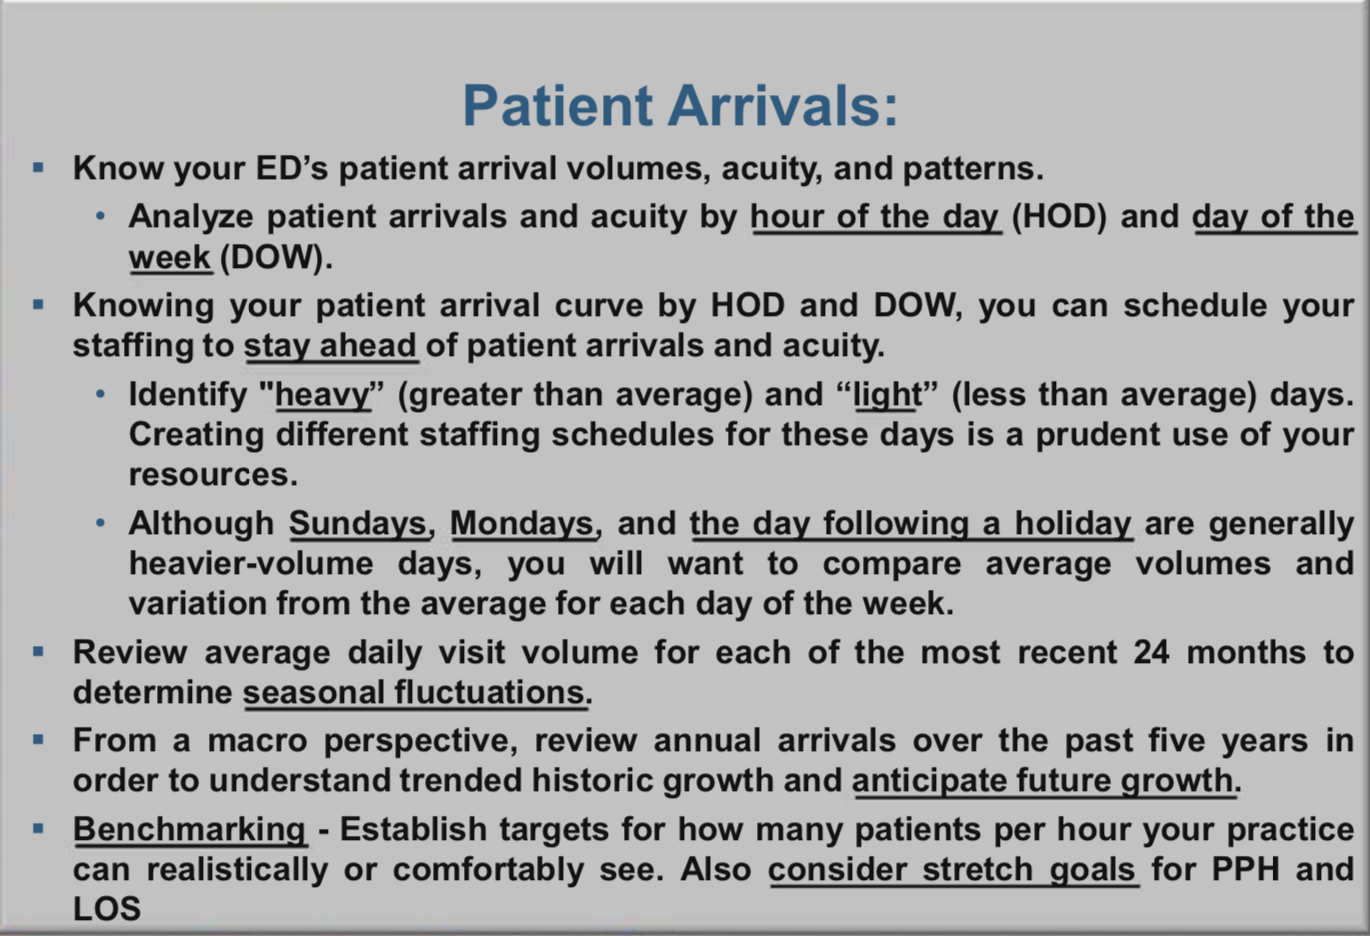 Patient Arrivals:
▪ Know your ED’s patient arrival volumes, acuity, and patterns.
• Analyze patient arrivals and acuity by hour of the day (HOD) and day of the
week (DOW).
▪ Knowing your patient arrival curve by HOD and DOW, you can schedule your
staffing to stay ahead of patient arrivals and acuity.
• Identify "heavy” (greater than average) and “light” (less than average) days.
Creating different staffing schedules for these days is a prudent use of your
resources.
• Although Sundays, Mondays, and the day following a holiday are generally
heavier-volume days, you will want to compare average volumes and
variation from the average for each day of the week.
▪ Review average daily visit volume for each of the most recent 24 months to
determine seasonal fluctuations.
▪ From a macro perspective, review annual arrivals over the past five years in
order to understand trended historic growth and anticipate future growth.
▪ Benchmarking - Establish targets for how many patients per hour your practice
can realistically or comfortably see. Also consider stretch goals for PPH and
LOS